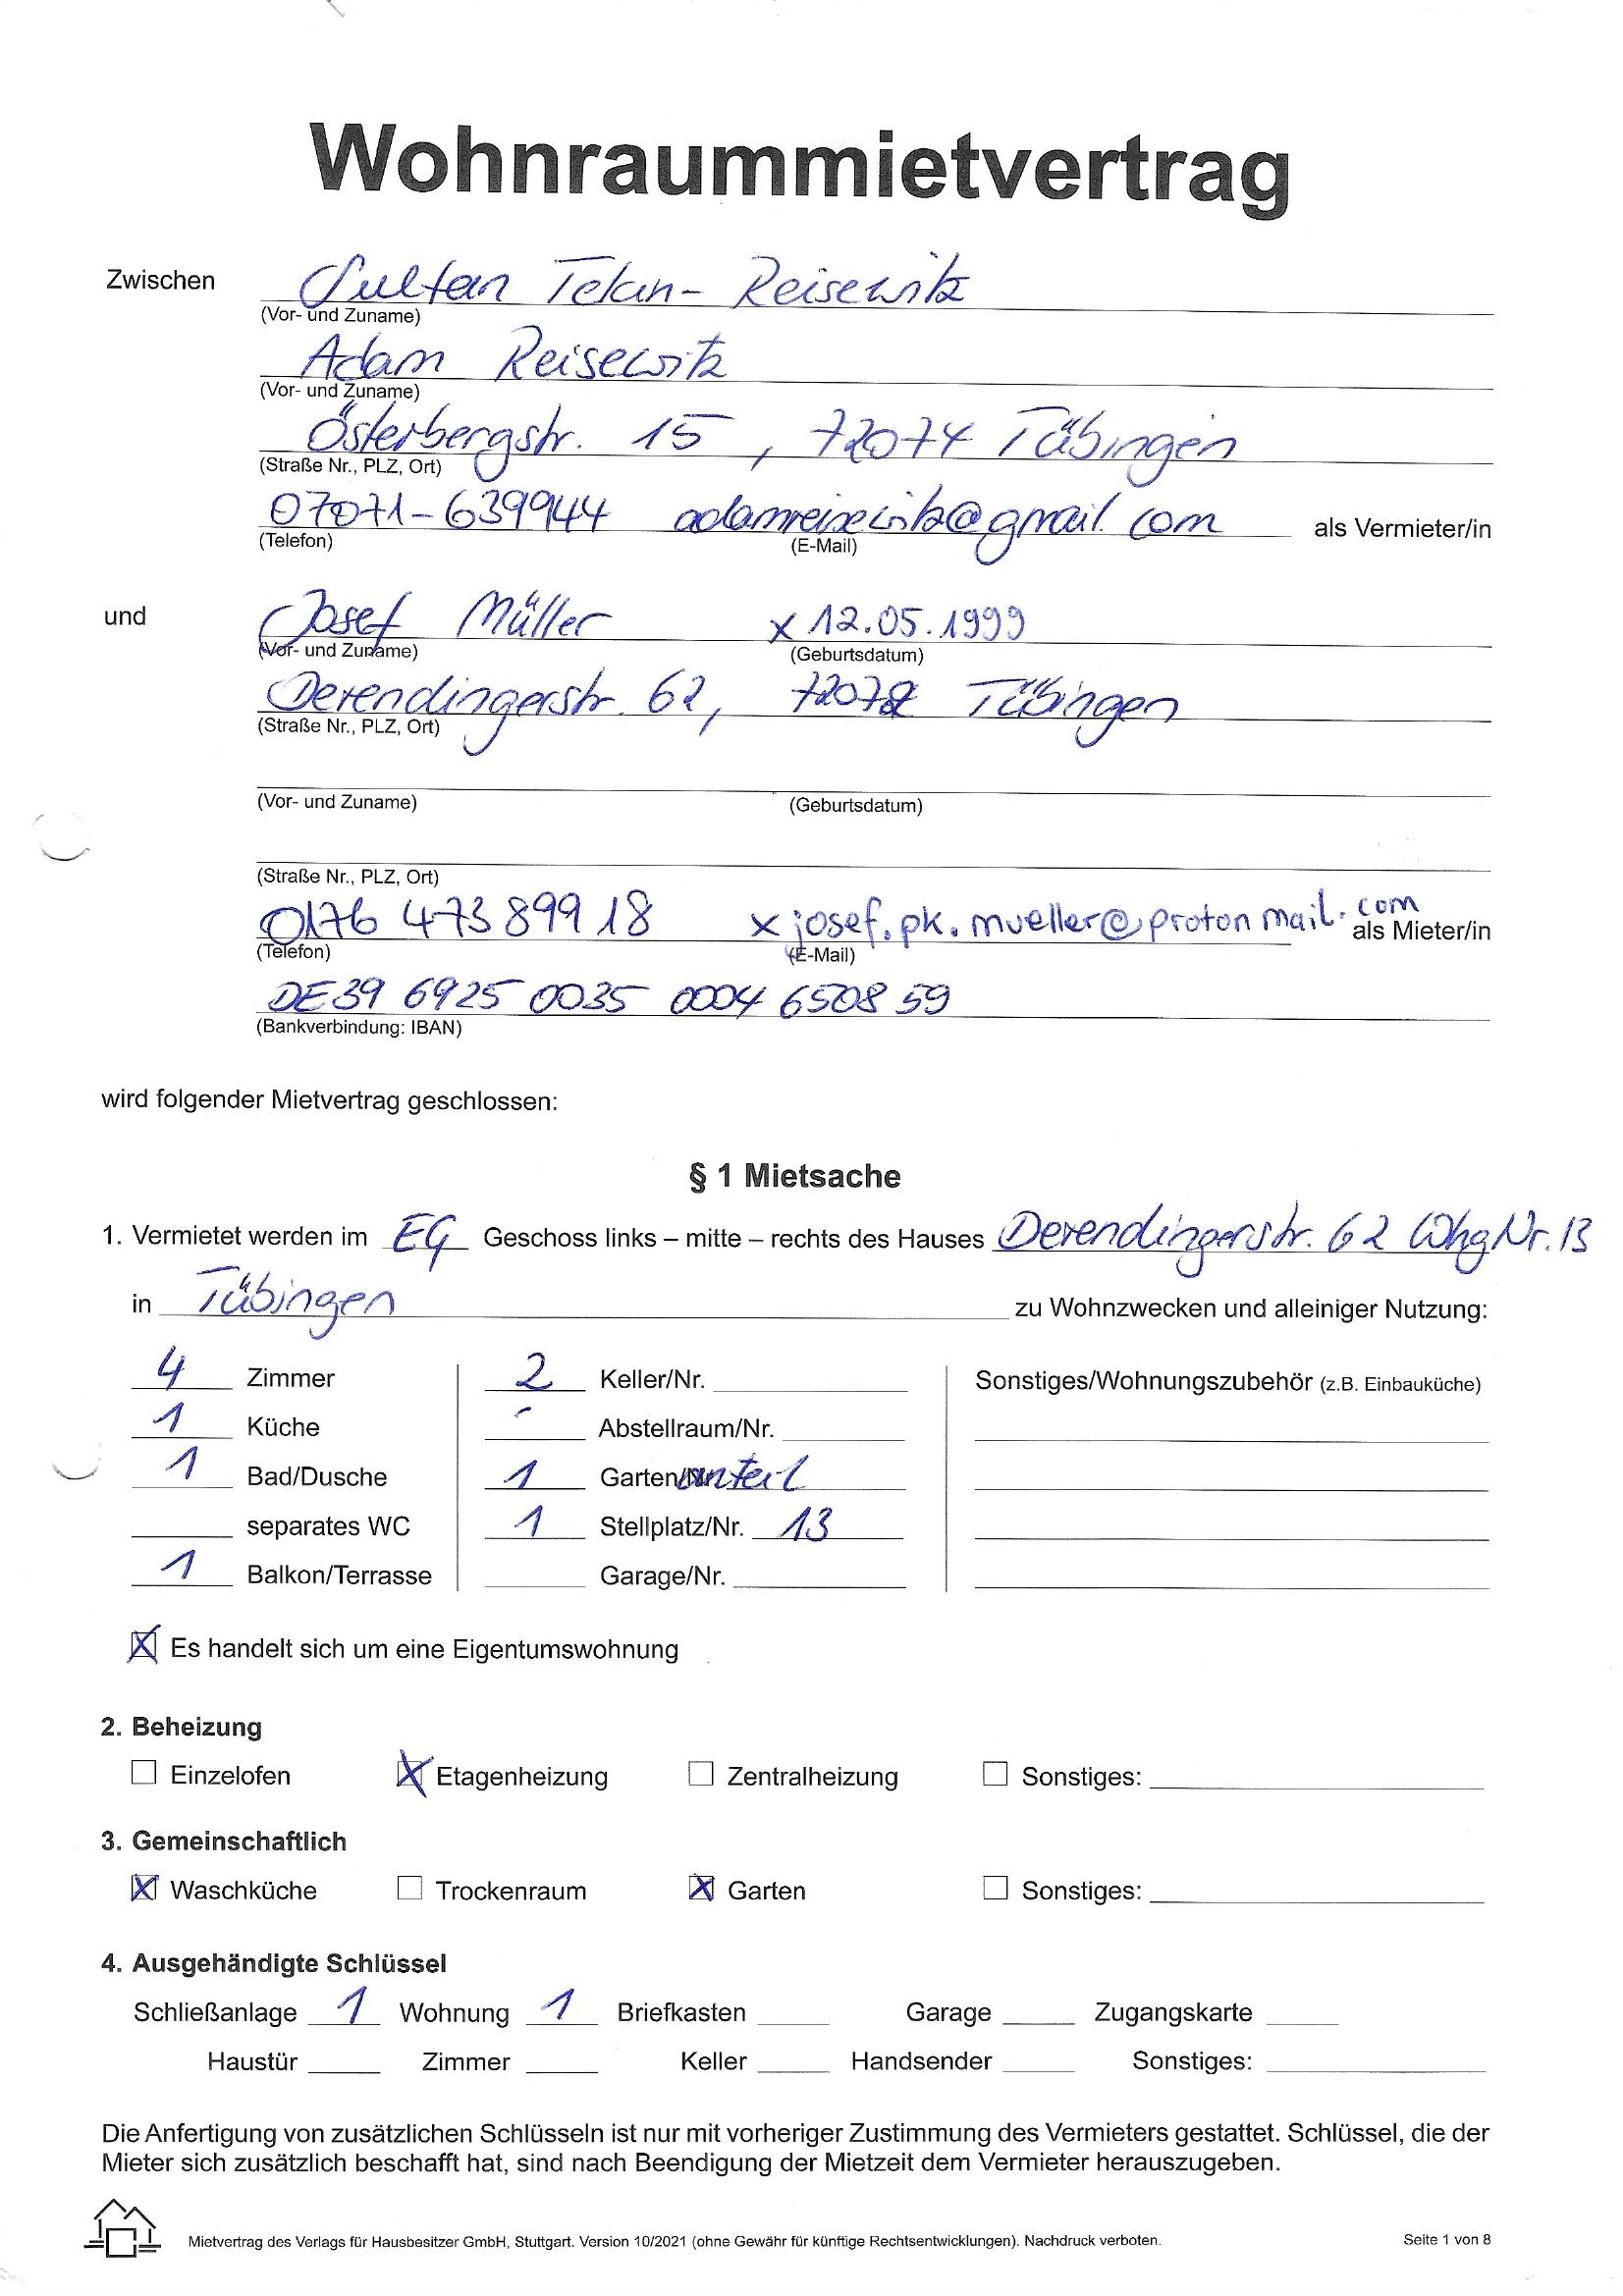 Wohnraummietvertrag
Zwischen Sultan Tekin-Reisewitz
(Vor- und Zuname)
Adam Reisewitz
(Vor- und Zuname)
Österbergstr. 15, 72074 Tübingen
(Straße Nr., PLZ, Ort)
07071-639944 adamreisewitz@gmail.com als Vermieter/in
(Telefon) (E-Mail)
und Josef Müller x 12.05.1999
(Vor- und Zuname) (Geburtsdatum)
Derendingerstr. 62, 72072 Tübingen
(Straße Nr., PLZ, Ort)
(Vor- und Zuname) (Geburtsdatum)
(Straße Nr., PLZ, Ort)
0176 473 899 18 x josef.pk.mueller@protonmail.com als Mieter/in
(Telefon) (E-Mail)
DE39 6925 0035 0004 6508 59
(Bankverbindung: IBAN)
wird folgender Mietvertrag geschlossen:
§ 1 Mietsache
1. Vermietet werden im EG Geschoss links – mitte – rechts des Hauses Derendingerstr. 62 Whg Nr. 13
in Tübingen zu Wohnzwecken und alleiniger Nutzung:
4 Zimmer 2 Keller/Nr. Sonstiges/Wohnungszubehör (z.B. Einbauküche)
1 Küche - Abstellraum/Nr.
1 Bad/Dusche 1 Garten/Nr. anteil
separates WC 1 Stellplatz/Nr. 13
1 Balkon/Terrasse Garage/Nr.
☒ Es handelt sich um eine Eigentumswohnung
2. Beheizung
☐ Einzelofen ☒ Etagenheizung ☐ Zentralheizung ☐ Sonstiges:
3. Gemeinschaftlich
☒ Waschküche ☐ Trockenraum ☒ Garten ☐ Sonstiges:
4. Ausgehändigte Schlüssel
Schließanlage 1 Wohnung 1 Briefkasten Garage Zugangskarte
Haustür Zimmer Keller Handsender Sonstiges:
Die Anfertigung von zusätzlichen Schlüsseln ist nur mit vorheriger Zustimmung des Vermieters gestattet. Schlüssel, die der
Mieter sich zusätzlich beschafft hat, sind nach Beendigung der Mietzeit dem Vermieter herauszugeben.
Mietvertrag des Verlags für Hausbesitzer GmbH, Stuttgart. Version 10/2021 (ohne Gewähr für künftige Rechtsentwicklungen). Nachdruck verboten. Seite 1 von 8